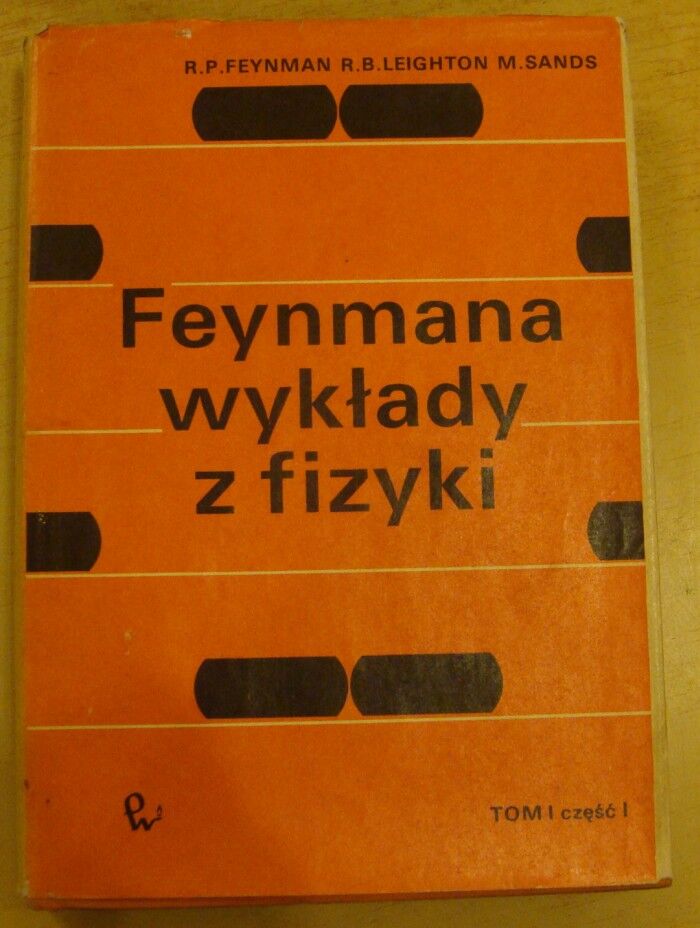 R.P.FEYNMAN R.B.LEIGHTON M.SANDS
Feynmana
wykłady
z fizyki
TOM I część I